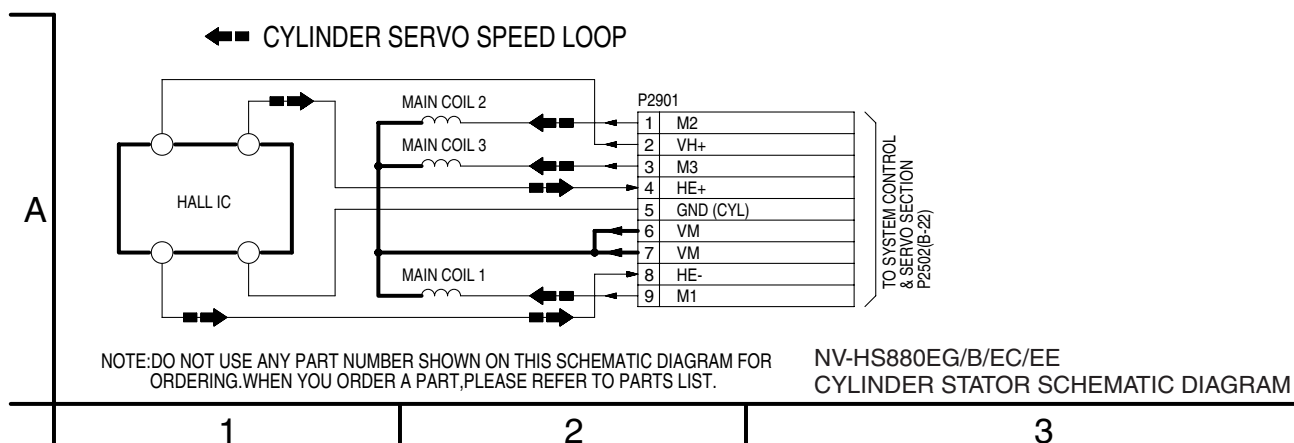 CYLINDER SERVO SPEED LOOP
P2901
MAIN COIL 2
MAIN COIL 3
MAIN COIL 1
HALL IC
1 M2
2 VH+
3 M3
4 HE+
5 GND (CYL)
6 VM
7 VM
8 HE-
9 M1
TO SYSTEM CONTROL
& SERVO SECTION
P2502(B-22)
A
NOTE:DO NOT USE ANY PART NUMBER SHOWN ON THIS SCHEMATIC DIAGRAM FOR
ORDERING.WHEN YOU ORDER A PART,PLEASE REFER TO PARTS LIST.
NV-HS880EG/B/EC/EE
CYLINDER STATOR SCHEMATIC DIAGRAM
1
2
3